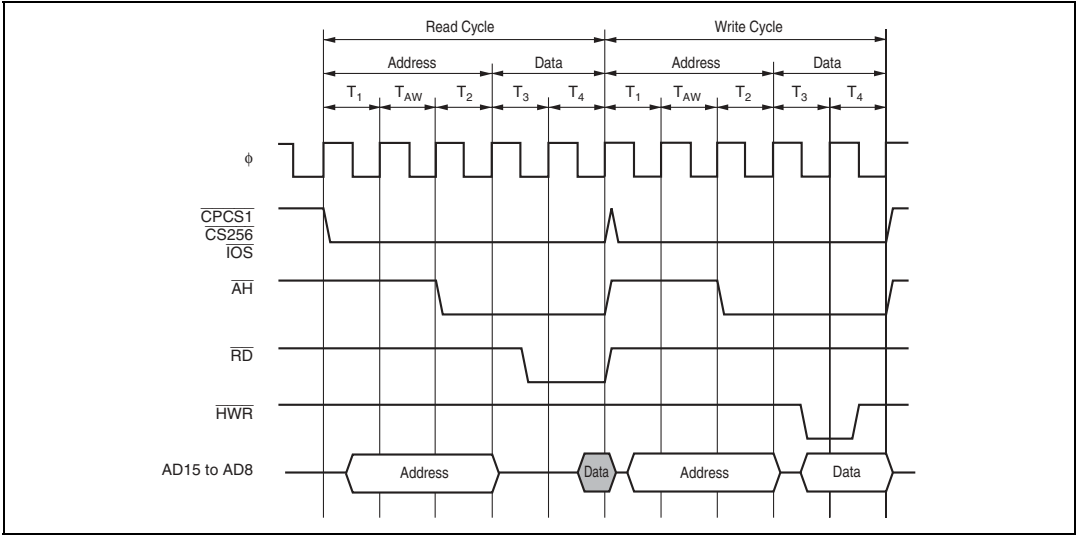 Read Cycle Write Cycle
Address Data Address Data
T1 TAW T2 T3 T4 T1 TAW T2 T3 T4
ϕ
CPCS1
CS256
IOS
AH
RD
HWR
AD15 to AD8 Address Data Address Data